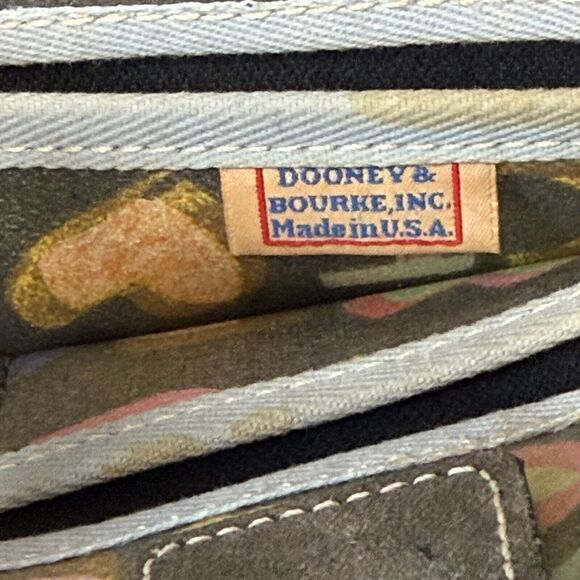 DOONEY &
BOURKE, INC.
Made in U.S.A.